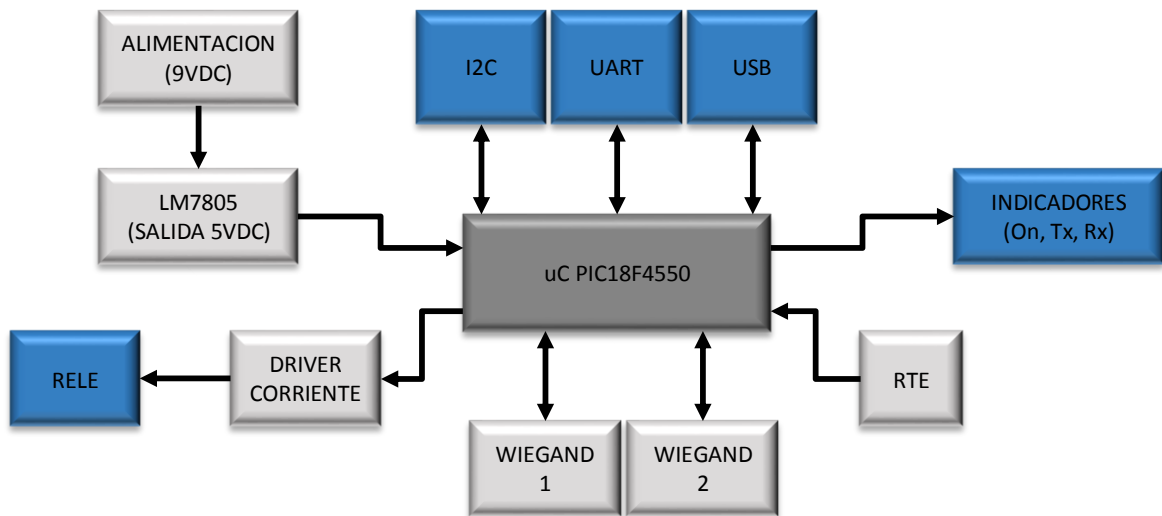 ALIMENTACION
(9VDC)
I2C
UART
USB
LM7805
(SALIDA 5VDC)
INDICADORES
(On, Tx, Rx)
uC PIC18F4550
RELE
DRIVER
CORRIENTE
RTE
WIEGAND
1
WIEGAND
2